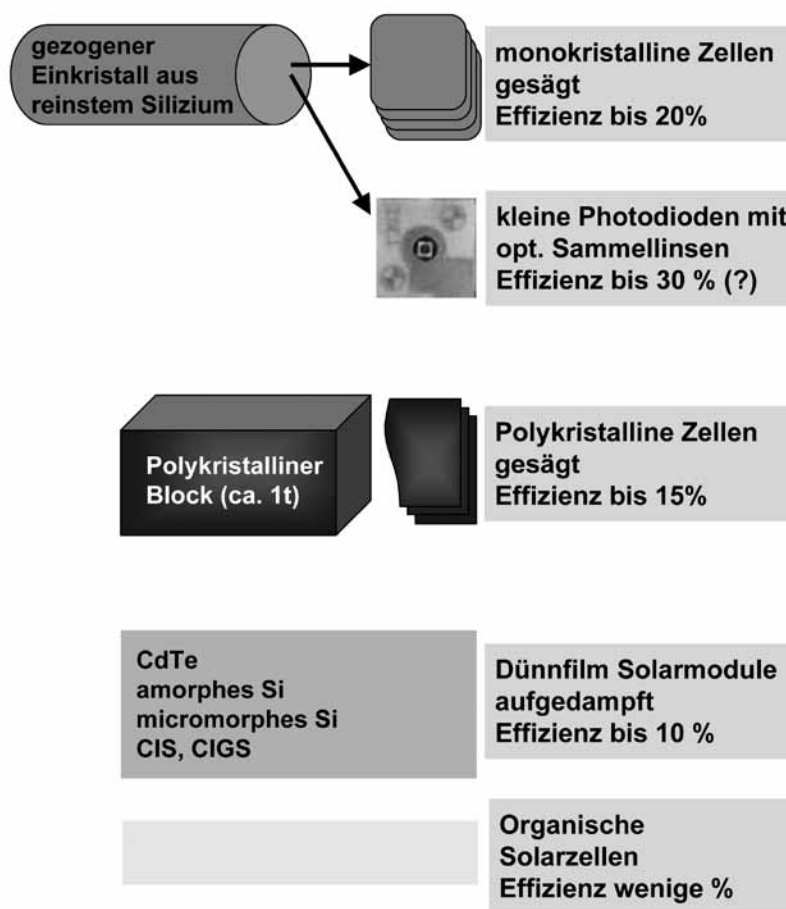 gezogener
Einkristall aus
reinstem Silizium
monokristalline Zellen
gesägt
Effizienz bis 20%
kleine Photodioden mit
opt. Sammellinsen
Effizienz bis 30 % (?)
Polykristalliner
Block (ca. 1t)
Polykristalline Zellen
gesägt
Effizienz bis 15%
CdTe
amorphes Si
micromorphes Si
CIS, CIGS
Dünnfilm Solarmodule
aufgedampft
Effizienz bis 10 %
Organische
Solarzellen
Effizienz wenige %